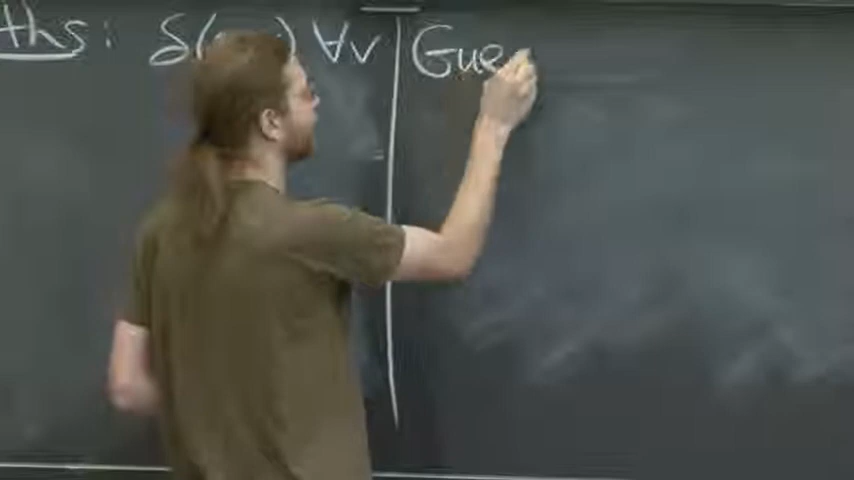 ths: δ( ) ∀v
Gue